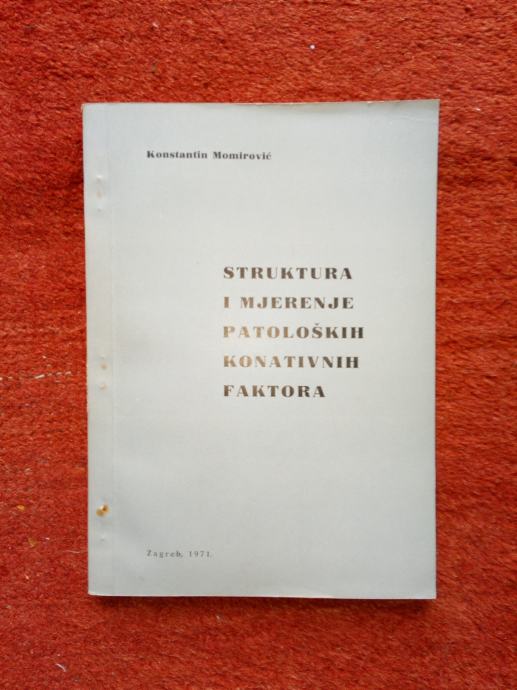 Konstantin Momirović
STRUKTURA
I MJERENJE
PATOLOŠKIH
KONATIVNIH
FAKTORA
Zagreb, 1971.